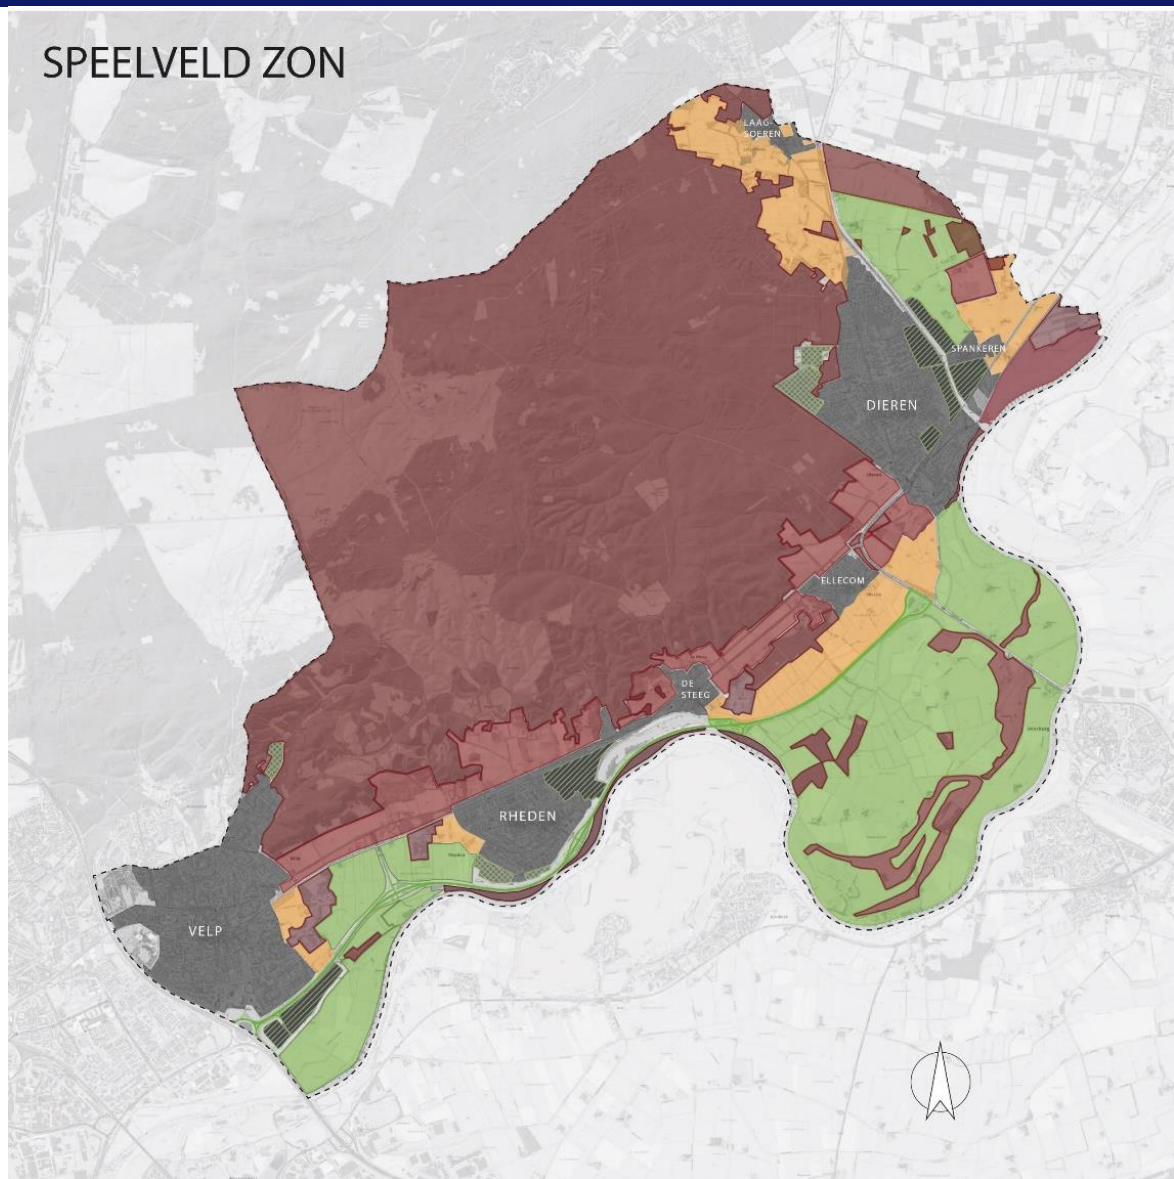 SPEELVELD ZON
LAAG-
SOEREN
SPANKEREN
DIEREN
ELLECOM
DE
STEEG
RHEDEN
VELP